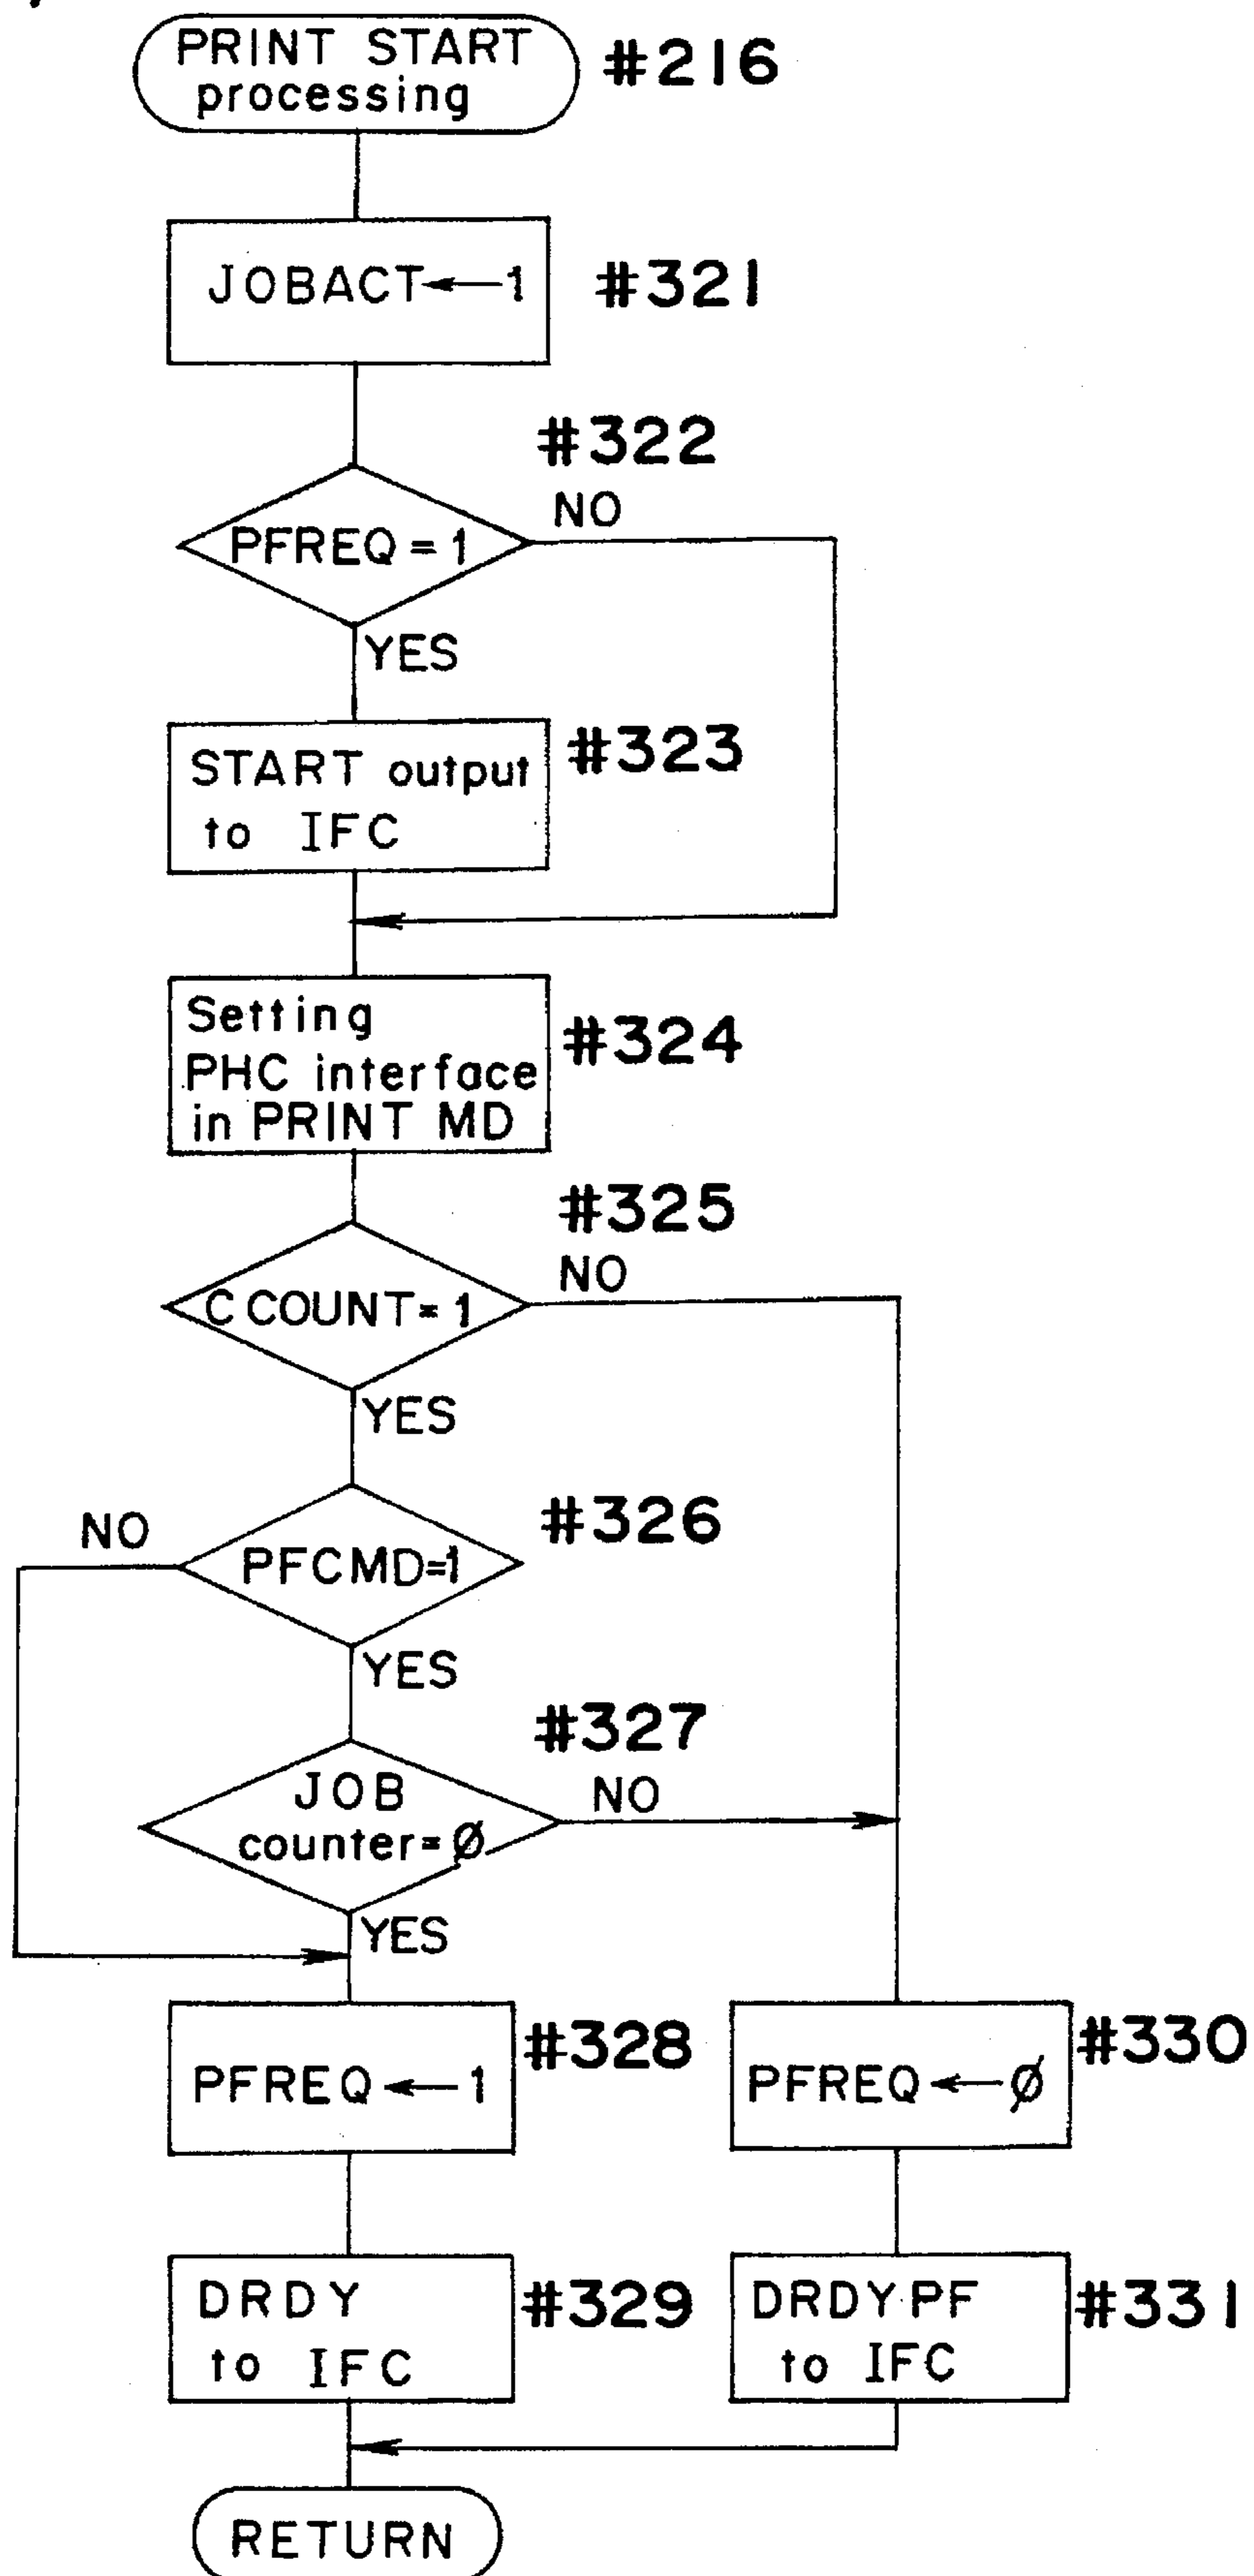 PRINT START
processing
#216
JOBACT←1
#321
#322
PFREQ = 1
NO
YES
START output
to IFC
#323
Setting
PHC interface
in PRINT MD
#324
#325
C COUNT= 1
NO
YES
#326
NO
PFCMD=1
YES
#327
JOB
counter=Ø
NO
YES
PFREQ←1
#328
PFREQ←Ø
#330
DRDY
to IFC
#329
DRDY·PF
to IFC
#331
RETURN